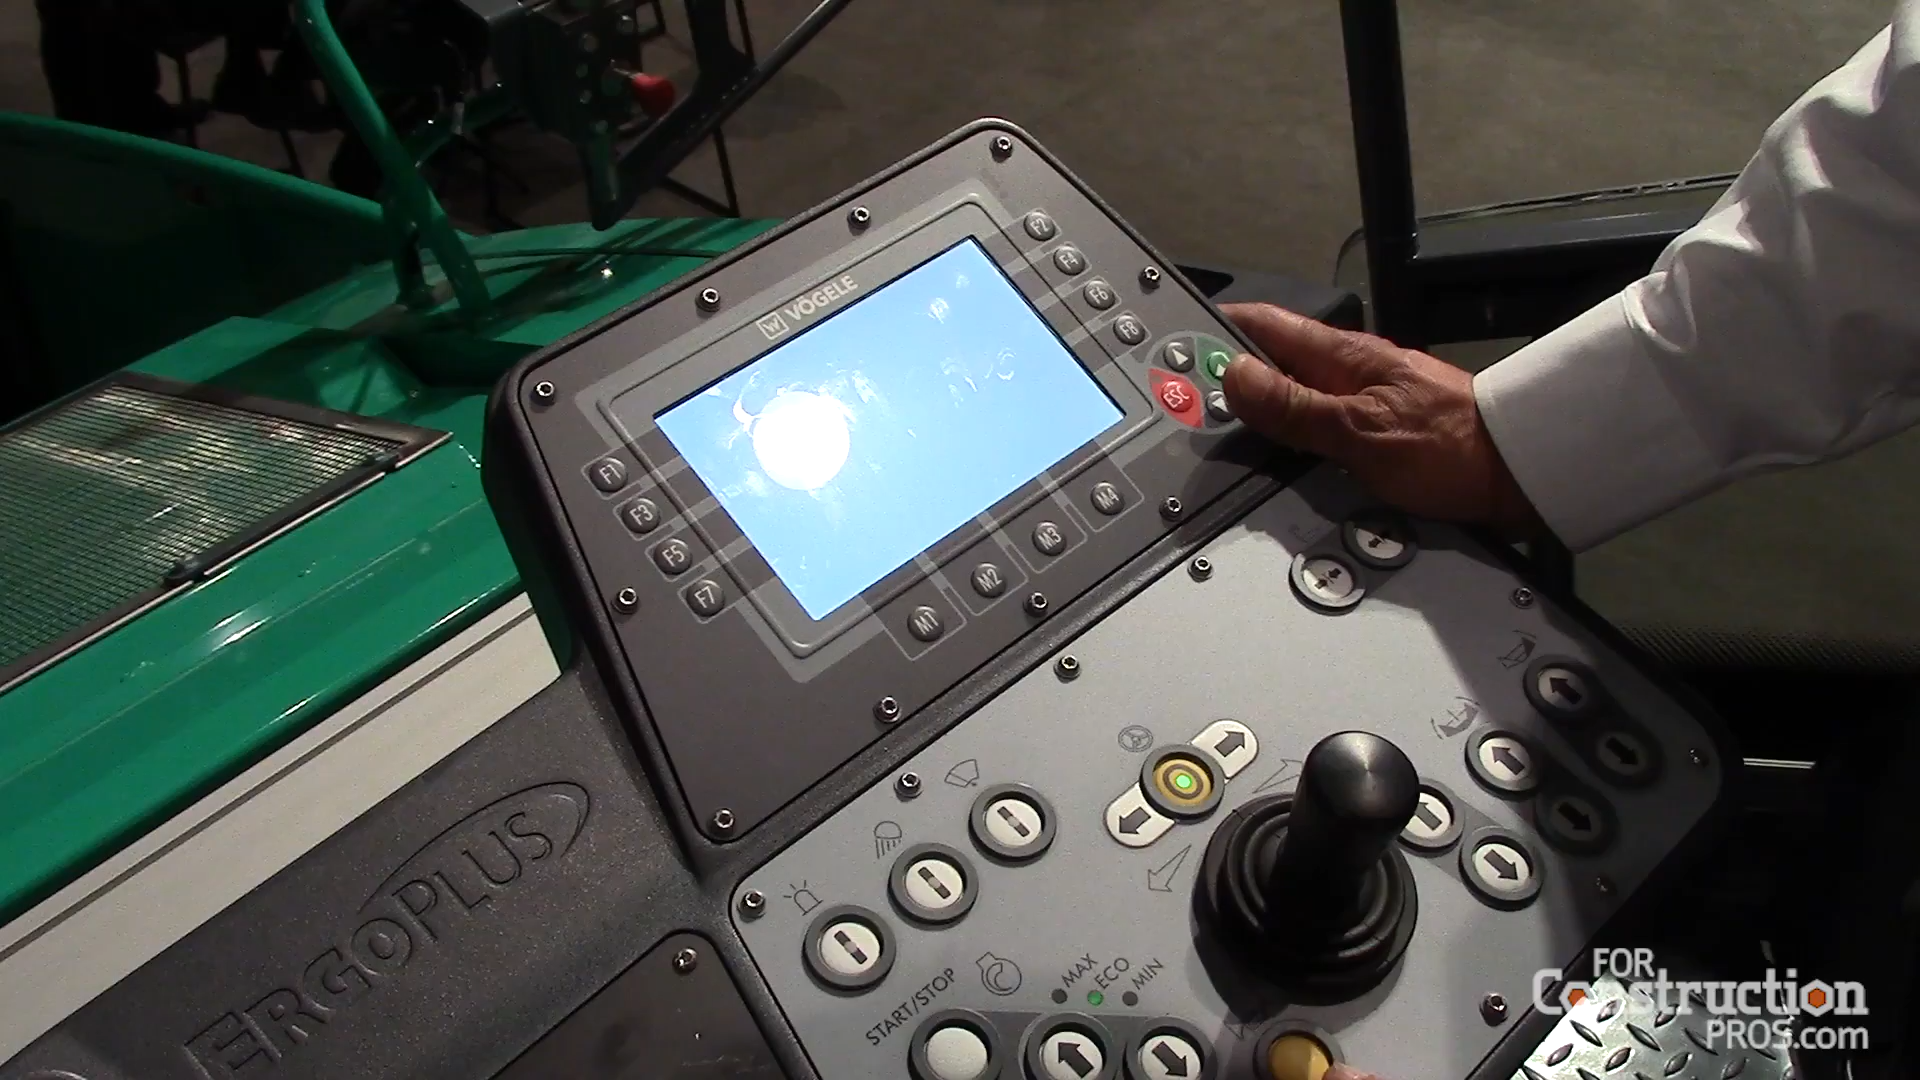 W VÖGELE
F2
F4
F6
F8
ESC
F1
F3
F5
F7
M1
M2
M3
M4
ERGOPLUS
START/STOP
MAX
ECO
MIN
FOR
Construction
PROS.com